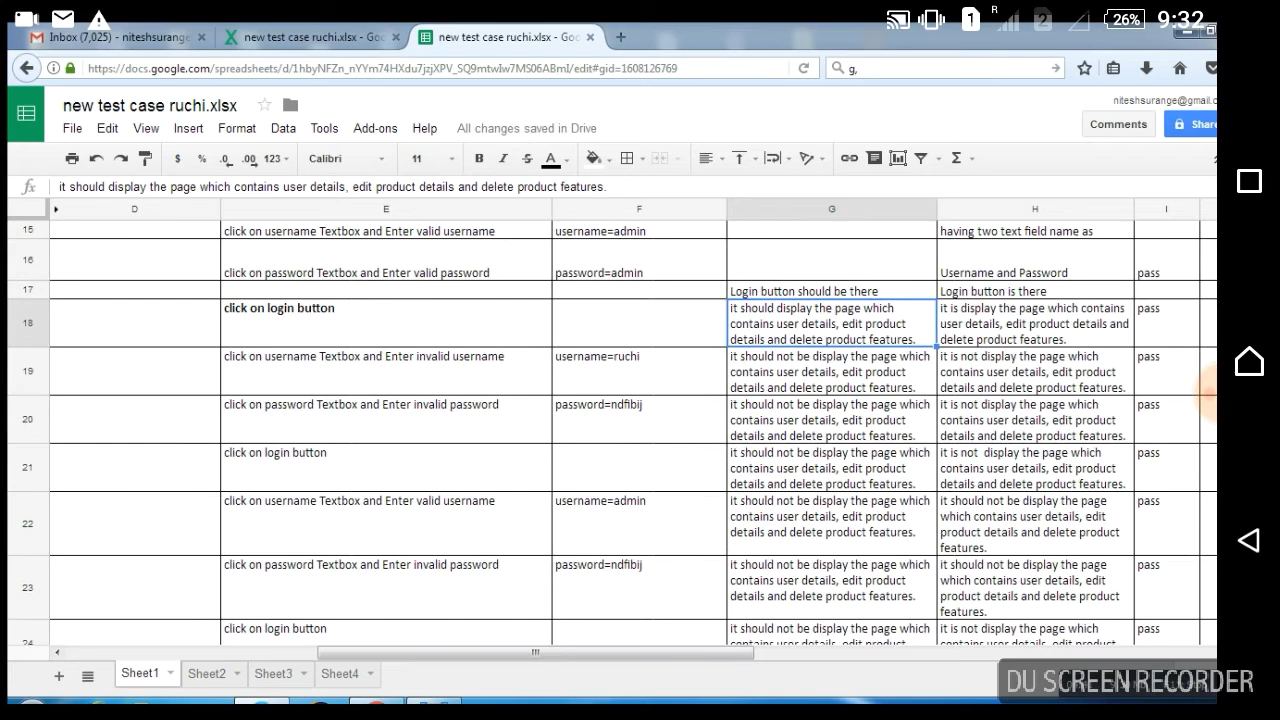 R 1 2 26% 9:32
Inbox (7,025) - niteshsurange × new test case ruchi.xlsx - Goo × new test case ruchi.xlsx - Goo × +
https://docs.google.com/spreadsheets/d/1hbyNFZn_nYYm74HXdu7jzjXPV_SQ9mtwIw7MS06ABmI/edit#gid=1608126769 g,
new test case ruchi.xlsx
niteshsurange@gmail.c
File Edit View Insert Format Data Tools Add-ons Help All changes saved in Drive
Comments Share
$ % .0 .00 123 Calibri 11 B I S A Σ
fx it should display the page which contains user details, edit product details and delete product features.
D E F G H I
15 click on username Textbox and Enter valid username username=admin having two text field name as
16 click on password Textbox and Enter valid password password=admin Username and Password pass
17 Login button should be there Login button is there
18 click on login button it should display the page which it is display the page which contains pass
contains user details, edit product user details, edit product details and
details and delete product features. delete product features.
19 click on username Textbox and Enter invalid username username=ruchi it should not be display the page which it is not display the page which pass
contains user details, edit product contains user details, edit product
details and delete product features. details and delete product features.
20 click on password Textbox and Enter invalid password password=ndfibij it should not be display the page which it is not display the page which pass
contains user details, edit product contains user details, edit product
details and delete product features. details and delete product features.
21 click on login button it should not be display the page which it is not display the page which pass
contains user details, edit product contains user details, edit product
details and delete product features. details and delete product features.
22 click on username Textbox and Enter valid username username=admin it should not be display the page which it should not be display the page pass
contains user details, edit product which contains user details, edit
details and delete product features. product details and delete product
features.
23 click on password Textbox and Enter invalid password password=ndfibij it should not be display the page which it should not be display the page pass
contains user details, edit product which contains user details, edit
details and delete product features. product details and delete product
features.
24 click on login button it should not be display the page which it is not display the page which pass
contains user details, edit product contains user details, edit product
+ Sheet1 Sheet2 Sheet3 Sheet4
DU SCREEN RECORDER